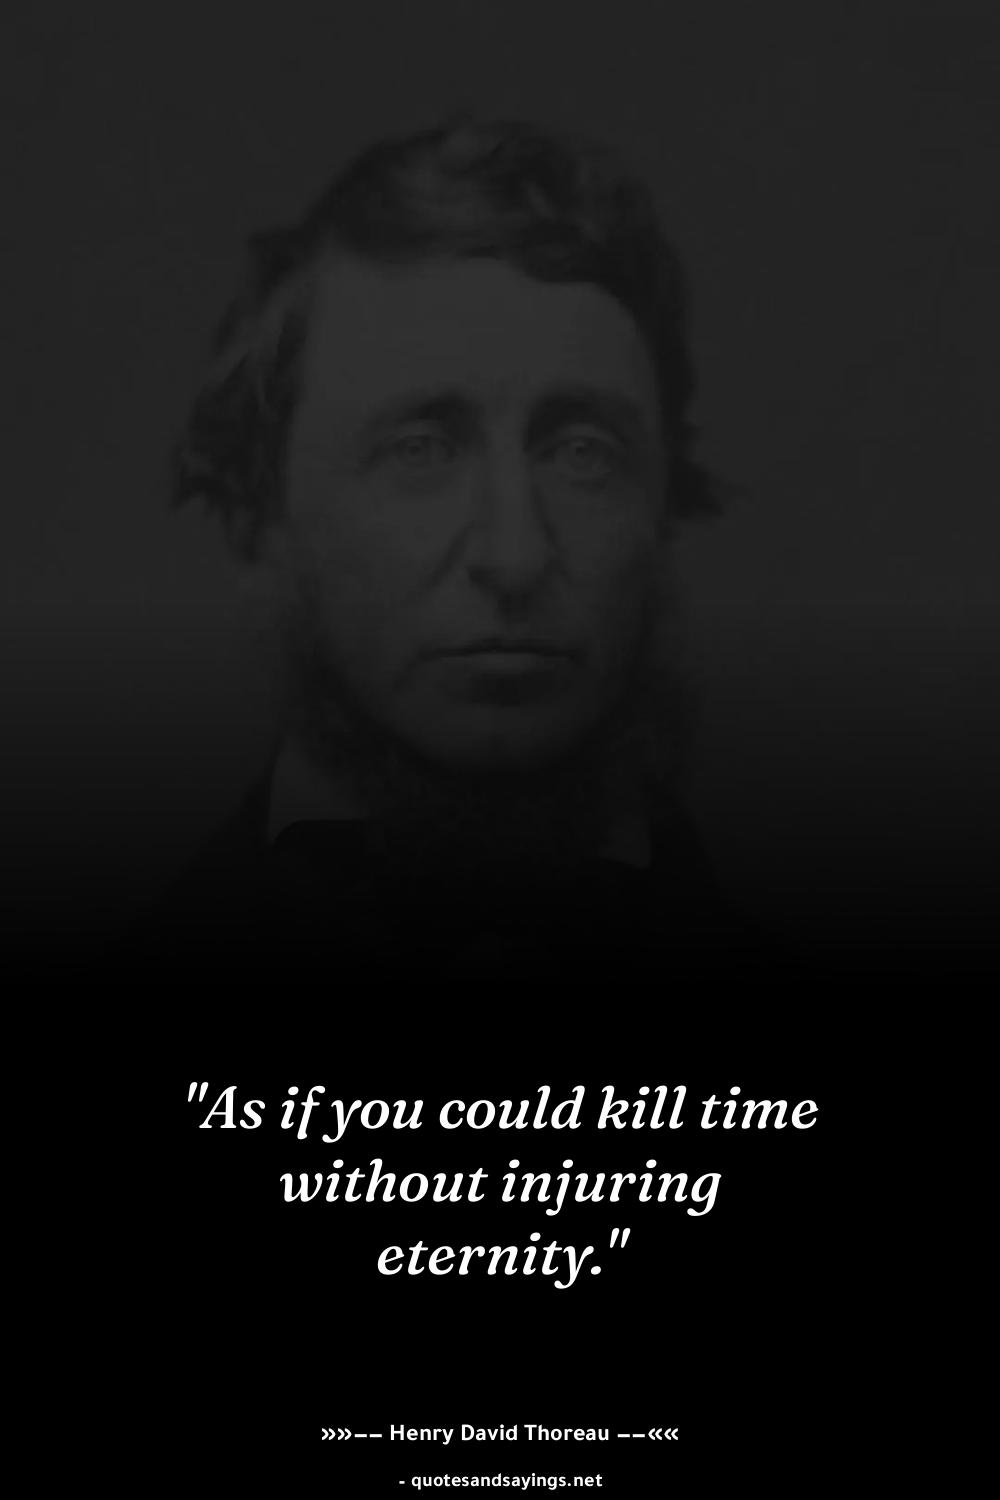 "As if you could kill time
without injuring
eternity."
»»−− Henry David Thoreau −−««
- quotesandsayings.net